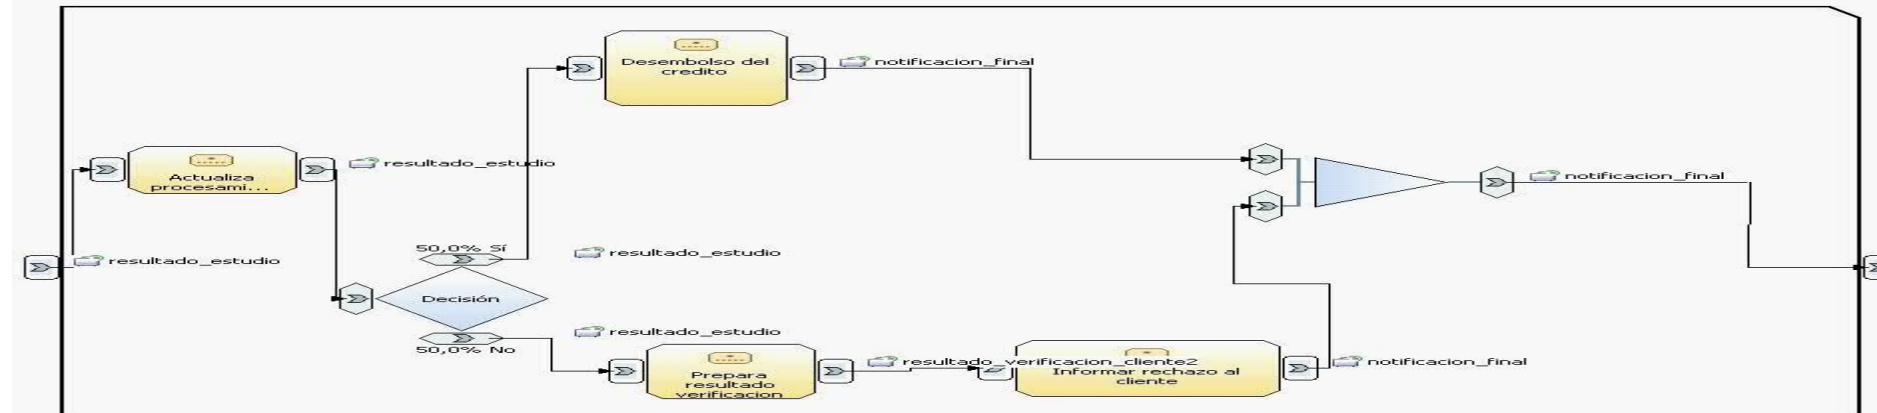 Desembolso del
credito
notificacion_final
Actualiza
procesami...
resultado_estudio
notificacion_final
resultado_estudio
50,0% Sí
resultado_estudio
Decisión
resultado_estudio
50,0% No
Prepara
resultado
verificacion
resultado_verificacion_cliente2
Informar rechazo al
cliente
notificacion_final